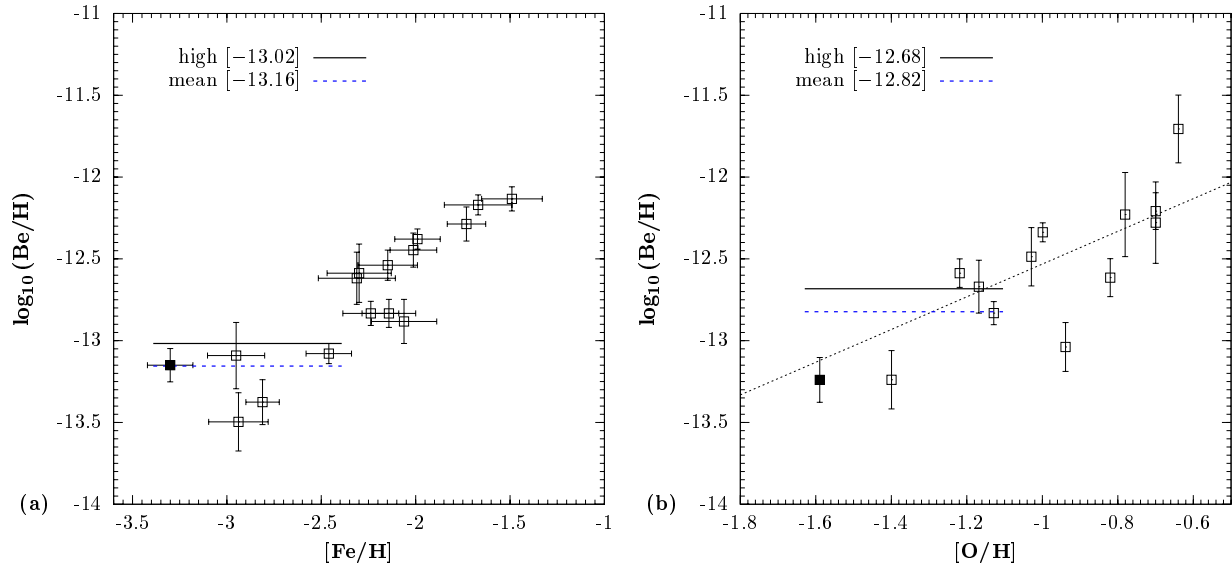 -11
-11.5
-12
-12.5
-13
-13.5
-14
log₁₀(Be/H)
high [−13.02]
mean [−13.16]
-3.5 -3 -2.5 -2 -1.5 -1
(a)
[Fe/H]
-11
-11.5
-12
-12.5
-13
-13.5
-14
log₁₀(Be/H)
high [−12.68]
mean [−12.82]
-1.8 -1.6 -1.4 -1.2 -1 -0.8 -0.6
(b)
[O/H]